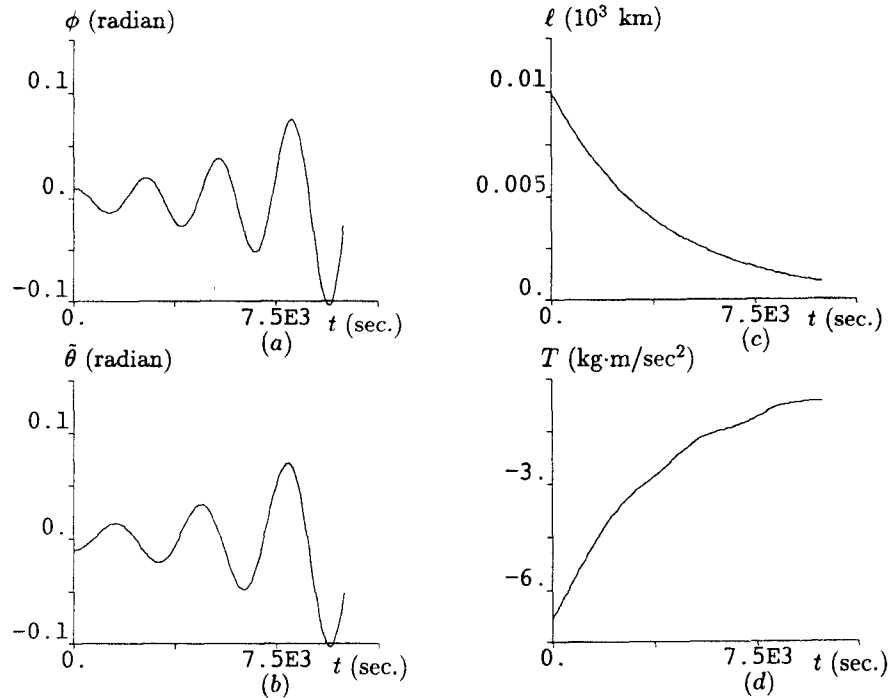 ϕ (radian)
0.1
0.
−0.1
0.
7.5E3
t (sec.)
(a)
ℓ (10³ km)
0.01
0.005
0.
0.
7.5E3
t (sec.)
(c)
θ̃ (radian)
0.1
0.
−0.1
0.
7.5E3
t (sec.)
(b)
T (kg·m/sec²)
−3.
−6.
0.
7.5E3
t (sec.)
(d)